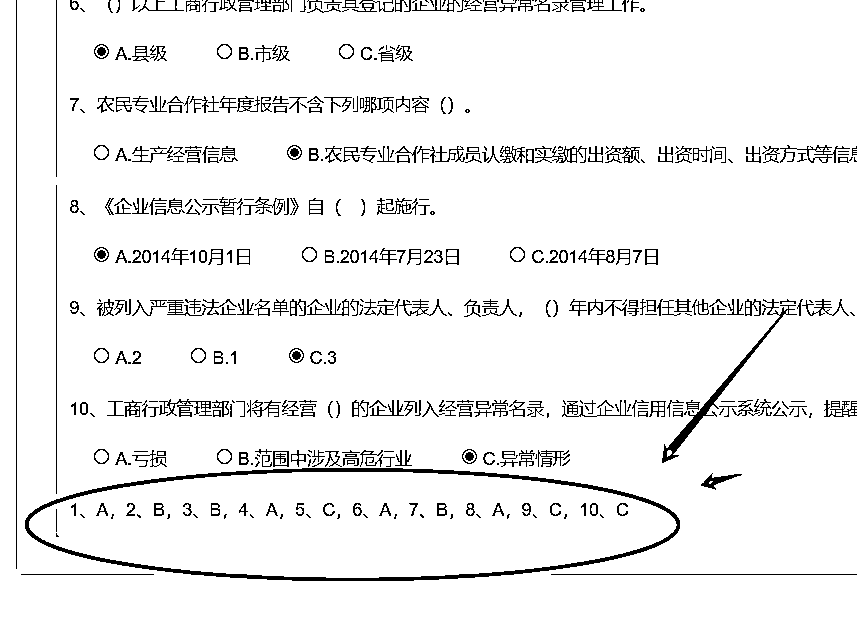 6、（）以上工商行政管理部门负责其登记的企业的经营异常名录管理工作。
A.县级 B.市级 C.省级
7、农民专业合作社年度报告不含下列哪项内容（）。
A.生产经营信息 B.农民专业合作社成员认缴和实缴的出资额、出资时间、出资方式等信息
8、《企业信息公示暂行条例》自（ ）起施行。
A.2014年10月1日 B.2014年7月23日 C.2014年8月7日
9、被列入严重违法企业名单的企业的法定代表人、负责人，（）年内不得担任其他企业的法定代表人、
A.2 B.1 C.3
10、工商行政管理部门将有经营（）的企业列入经营异常名录，通过企业信用信息公示系统公示，提醒
A.亏损 B.范围中涉及高危行业 C.异常情形
1、A，2、B，3、B，4、A，5、C，6、A，7、B，8、A，9、C，10、C